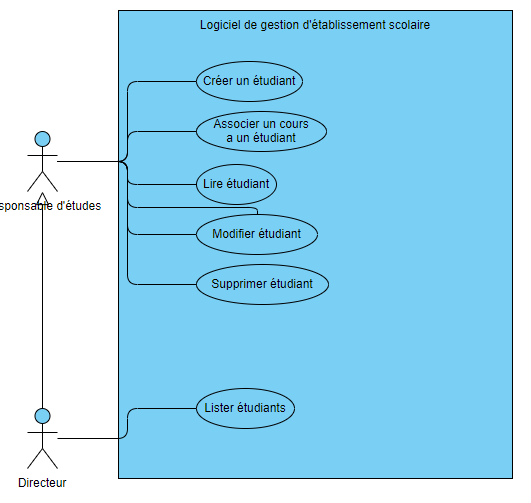 Logiciel de gestion d'établissement scolaire
Créer un étudiant
Associer un cours
a un étudiant
Lire étudiant
sponsable d'études
Modifier étudiant
Supprimer étudiant
Lister étudiants
Directeur